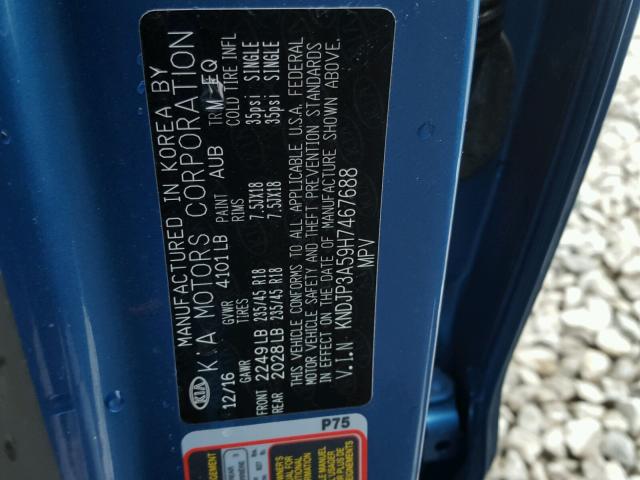 MANUFACTURED IN KOREA BY
KIA MOTORS CORPORATION
KIA
12/16 GVWR 4101LB PAINT AUB TRIM EQ
GAWR TIRES RIMS COLD TIRE INFL
FRONT 2249LB 235/45 R18 7.5JX18 35psi SINGLE
REAR 2028LB 235/45 R18 7.5JX18 35psi SINGLE
THIS VEHICLE CONFORMS TO ALL APPLICABLE U.S.A. FEDERAL
MOTOR VEHICLE SAFETY AND THEFT PREVENTION STANDARDS
IN EFFECT ON THE DATE OF MANUFACTURE SHOWN ABOVE.
V.I.N KNDJP3A59H7467688
MPV
P75